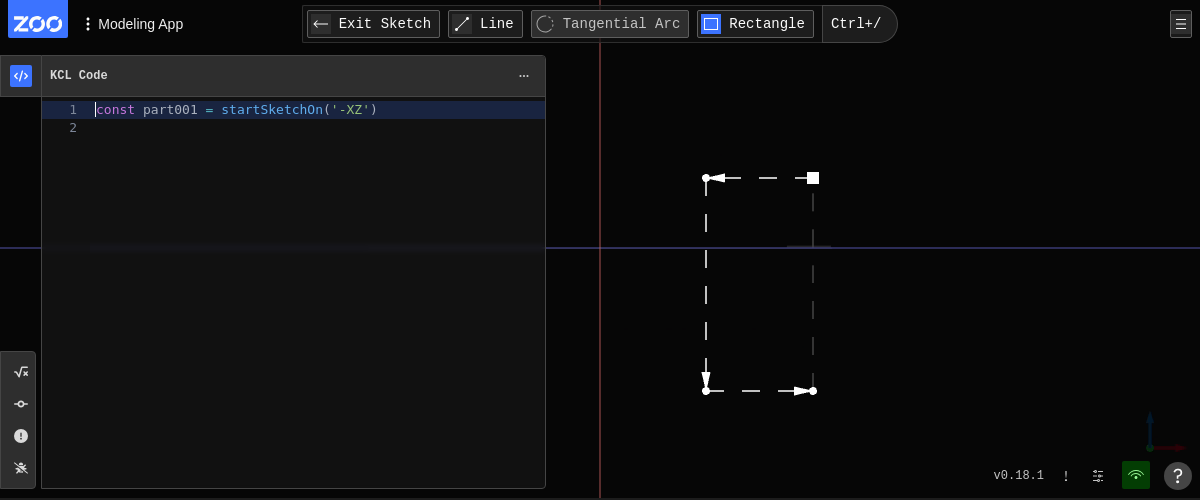 ZOO
Modeling App
Exit Sketch
Line
Tangential Arc
Rectangle
Ctrl+/
KCL Code
1 const part001 = startSketchOn('-XZ')
2
v0.18.1
!
?